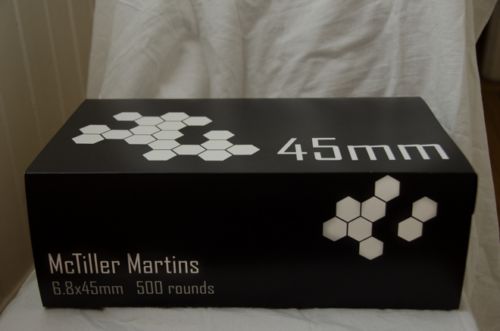 45mm
McTiller Martins
6.8x45mm 500 rounds